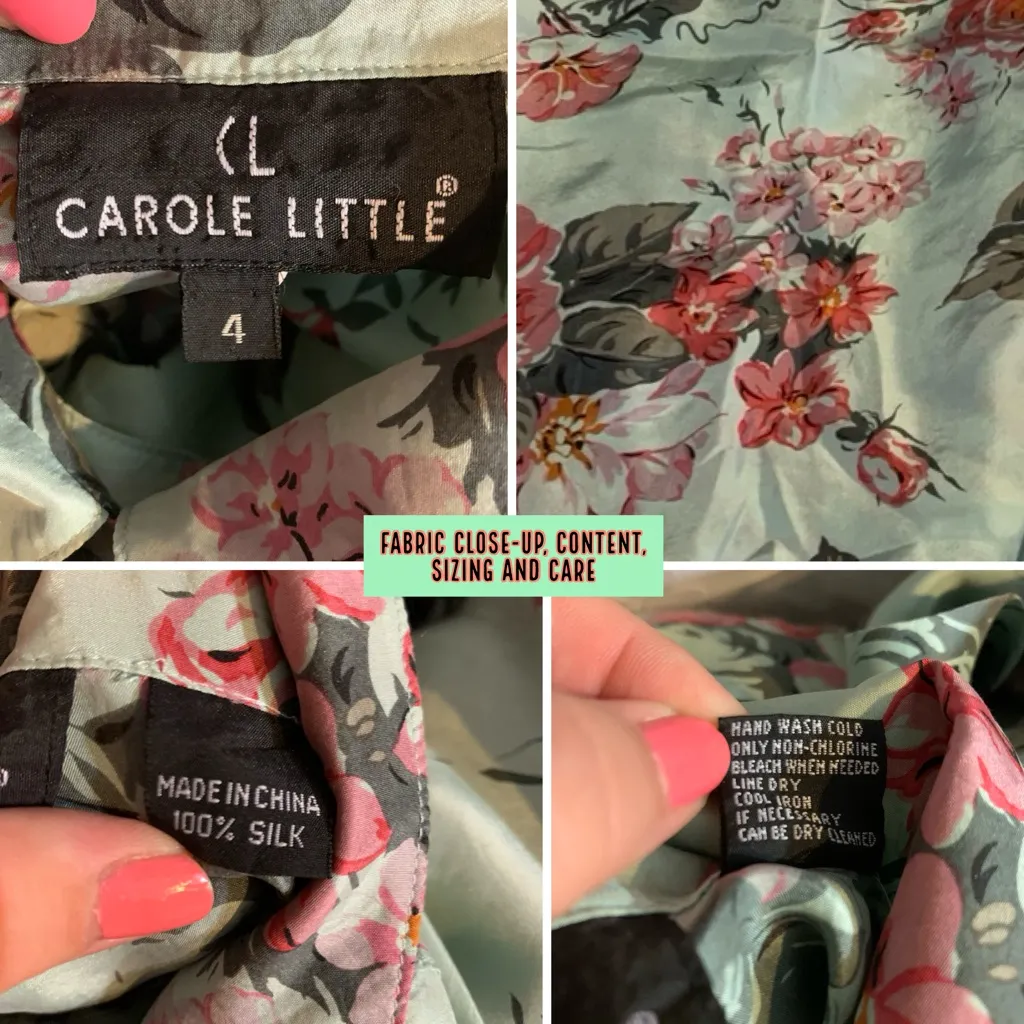 CL
CAROLE LITTLE®
4
FABRIC CLOSE-UP, CONTENT,
SIZING AND CARE
MADE IN CHINA
100% SILK
HAND WASH COLD
ONLY NON-CHLORINE
BLEACH WHEN NEEDED
LINE DRY
COOL IRON
IF NECESSARY
CAN BE DRY CLEANED